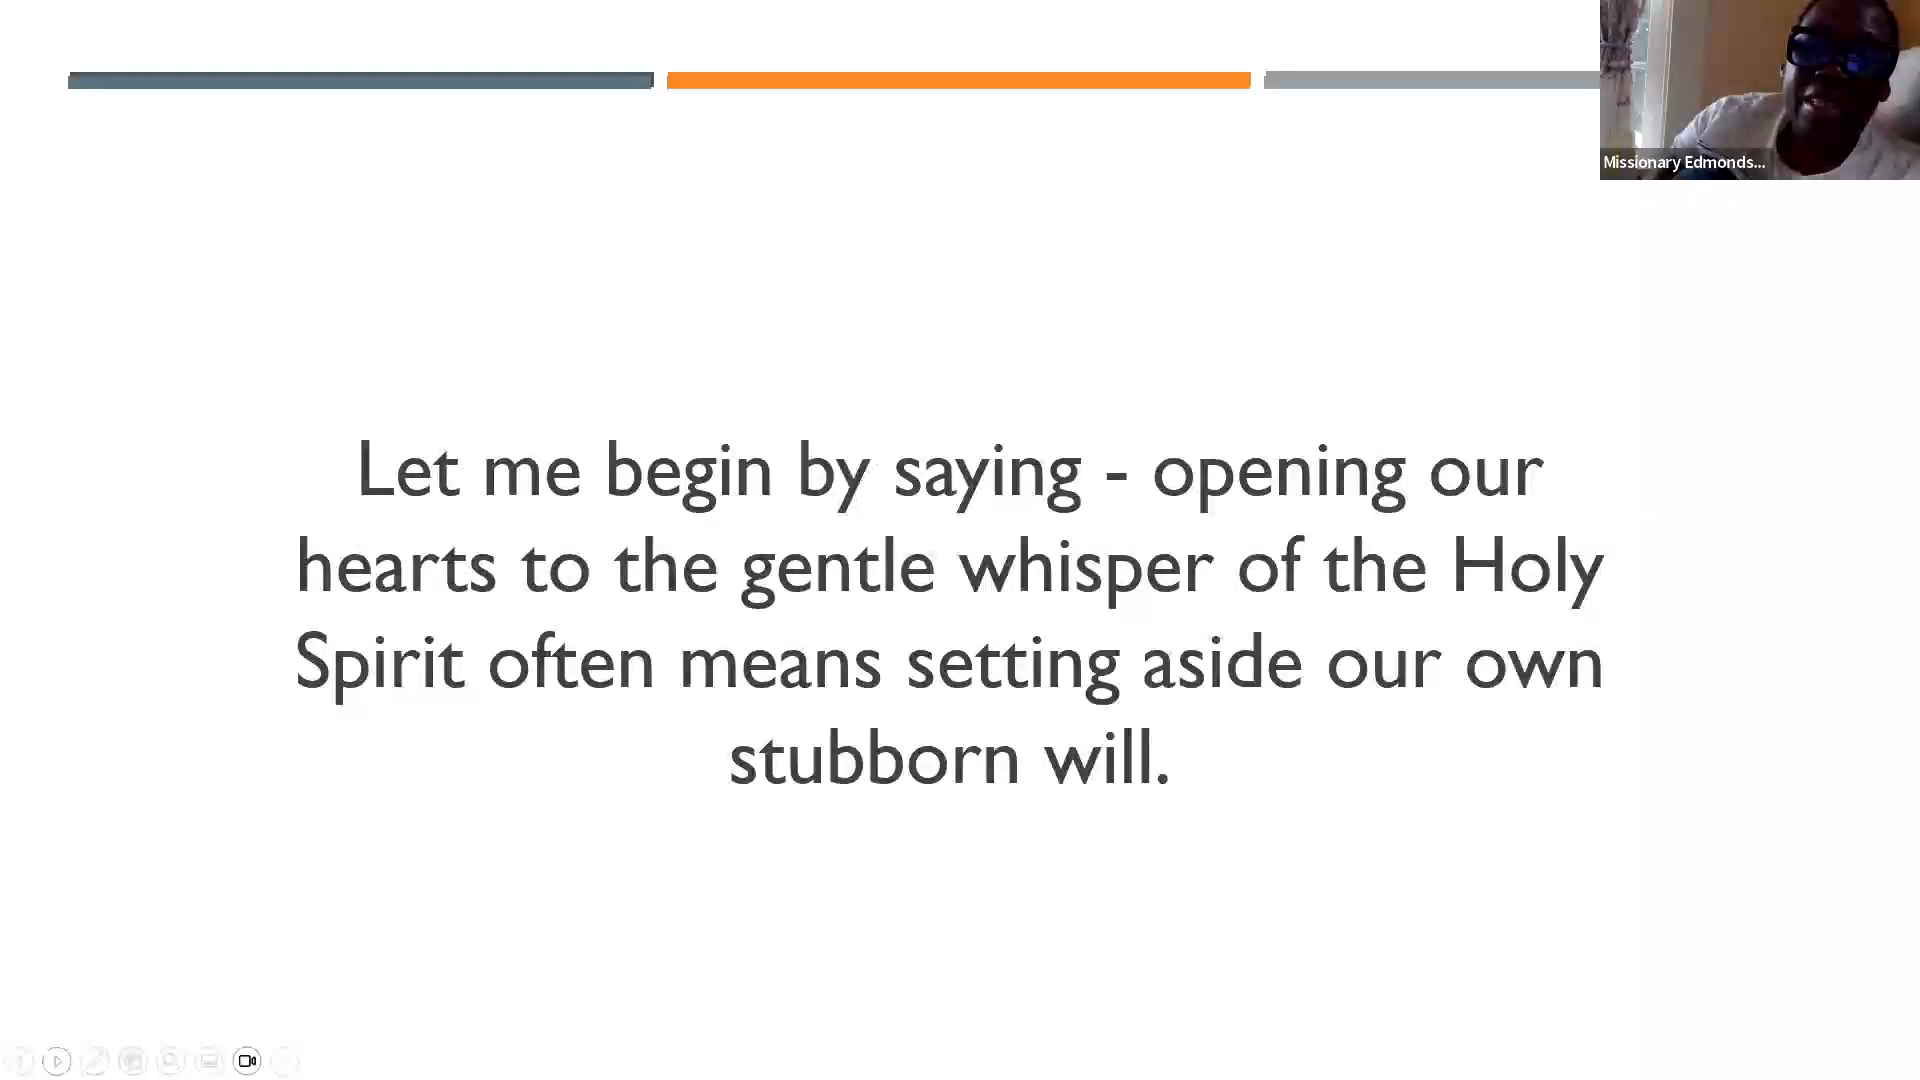 Missionary Edmonds...
Let me begin by saying - opening our
hearts to the gentle whisper of the Holy
Spirit often means setting aside our own
stubborn will.